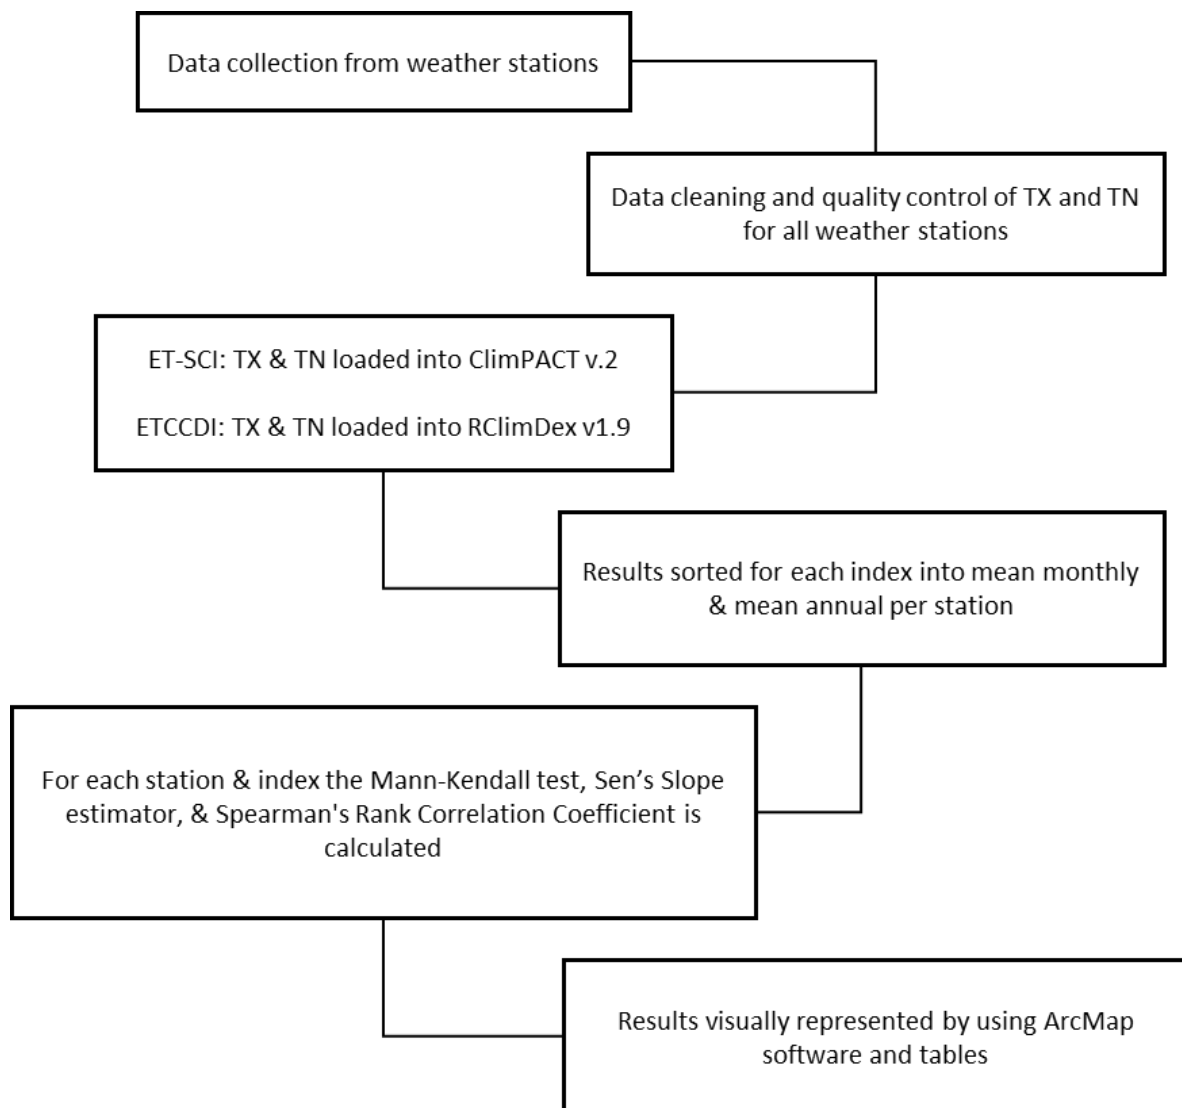 Data collection from weather stations
Data cleaning and quality control of TX and TN
for all weather stations
ET-SCI: TX & TN loaded into ClimPACT v.2
ETCCDI: TX & TN loaded into RClimDex v1.9
Results sorted for each index into mean monthly
& mean annual per station
For each station & index the Mann-Kendall test, Sen’s Slope
estimator, & Spearman's Rank Correlation Coefficient is
calculated
Results visually represented by using ArcMap
software and tables